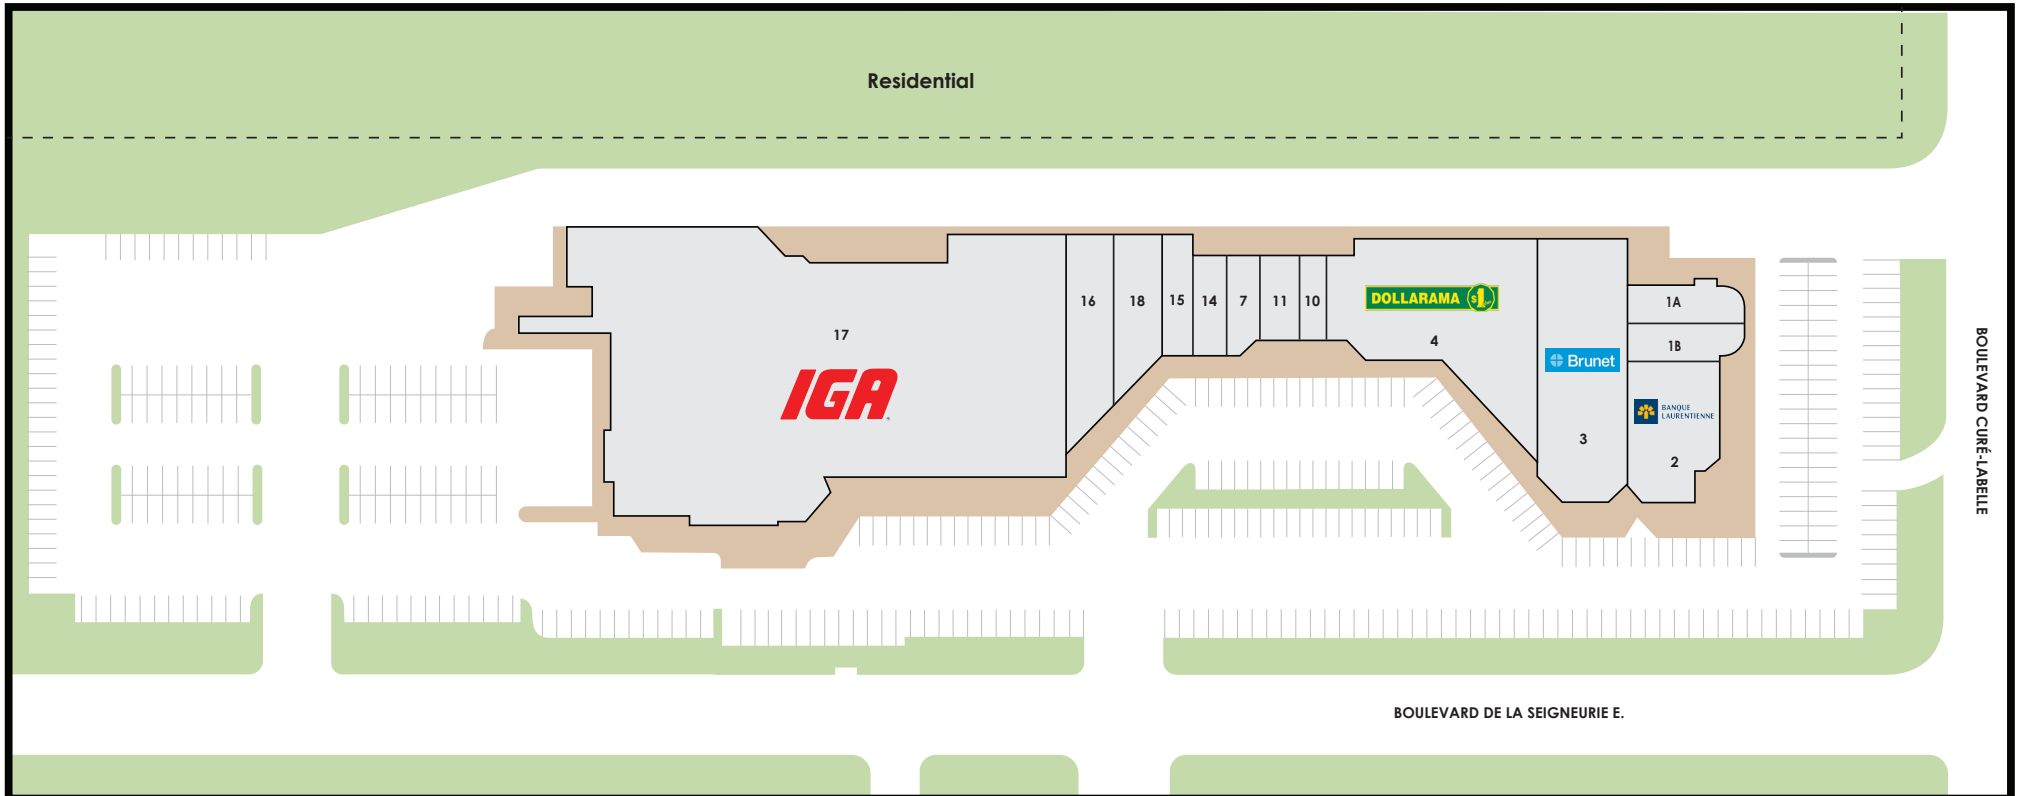 Residential
17
IGA
16
18
15
14
7
11
10
DOLLARAMA $1
4
Brunet
3
1A
1B
BANQUE
LAURENTIENNE
2
BOULEVARD CURÉ-LABELLE
BOULEVARD DE LA SEIGNEURIE E.